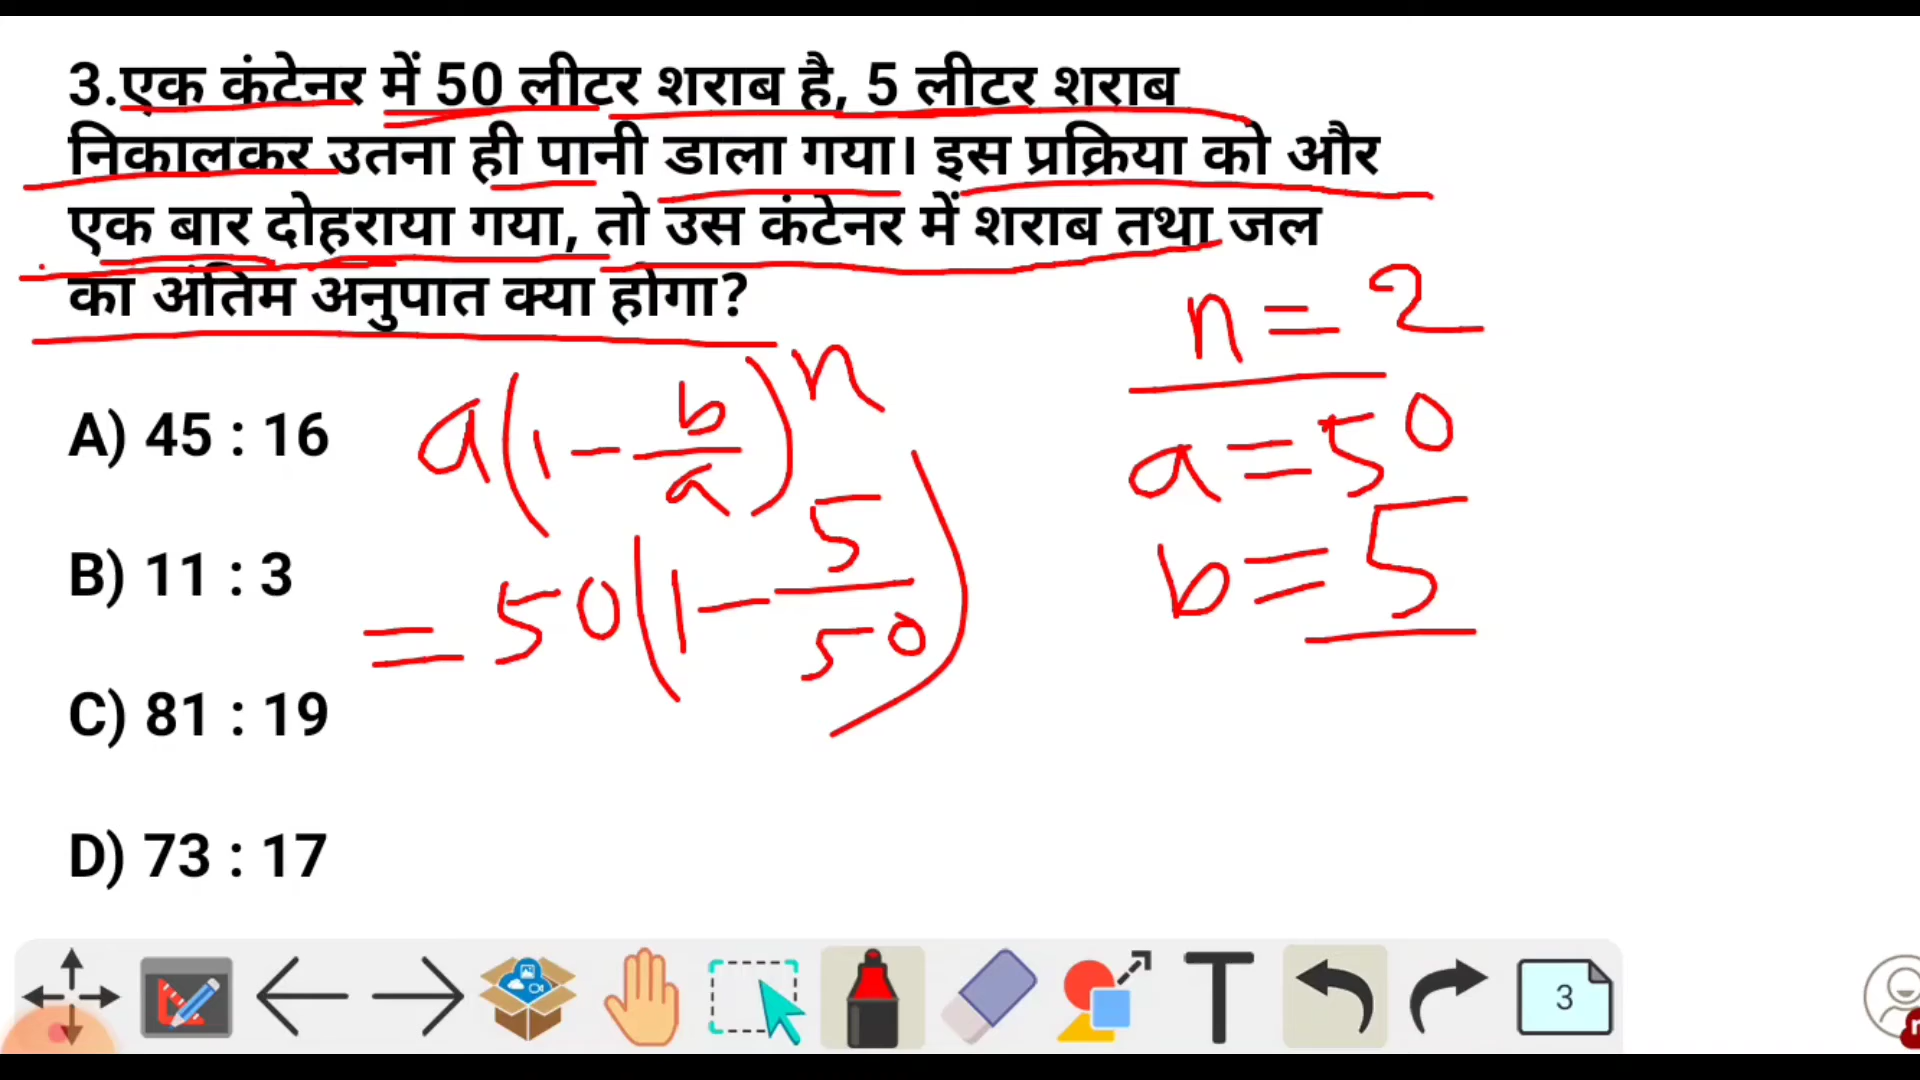 3.एक कंटेनर में 50 लीटर शराब है, 5 लीटर शराब
निकालकर उतना ही पानी डाला गया। इस प्रक्रिया को और
एक बार दोहराया गया, तो उस कंटेनर में शराब तथा जल
का अंतिम अनुपात क्या होगा?
A) 45 : 16
B) 11 : 3
C) 81 : 19
D) 73 : 17
a(1-b/a)^n
= 50(1-5/50)
n = 2
a = 50
b = 5
T
3